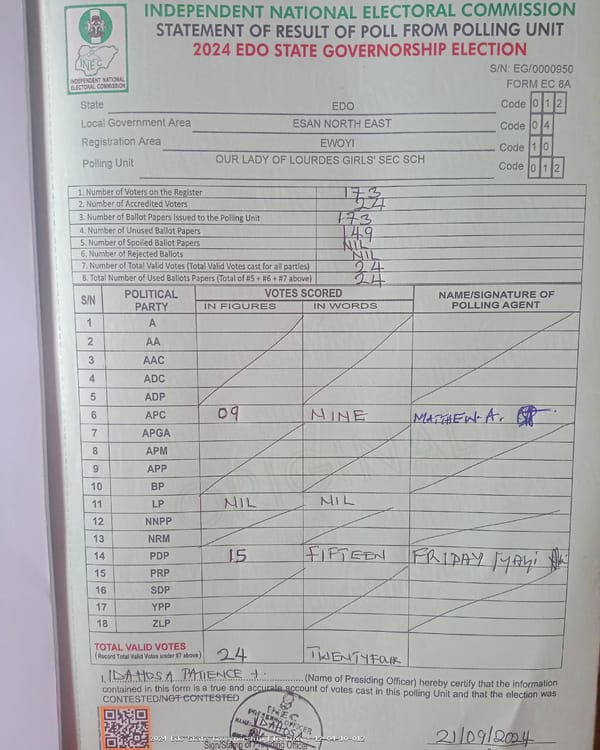 INDEPENDENT NATIONAL ELECTORAL COMMISSION
STATEMENT OF RESULT OF POLL FROM POLLING UNIT
2024 EDO STATE GOVERNORSHIP ELECTION
INEC
INDEPENDENT NATIONAL
ELECTORAL COMMISSION
S/N: EG/0000950
FORM EC 8A
State EDO Code 0 1 2
Local Government Area ESAN NORTH EAST Code 0 4
Registration Area EWOYI Code 1 0
Polling Unit OUR LADY OF LOURDES GIRLS' SEC SCH Code 0 1 2
1. Number of Voters on the Register 173
2. Number of Accredited Voters 24
3. Number of Ballot Papers Issued to the Polling Unit 173
4. Number of Unused Ballot Papers 149
5. Number of Spoiled Ballot Papers NIL
6. Number of Rejected Ballots NIL
7. Number of Total Valid Votes (Total Valid Votes cast for all parties) 24
8. Total Number of Used Ballots Papers (Total of #5 + #6 + #7 above) 24
S/N POLITICAL PARTY VOTES SCORED NAME/SIGNATURE OF POLLING AGENT
IN FIGURES IN WORDS
1 A
2 AA
3 AAC
4 ADC
5 ADP
6 APC 09 NINE MATTHEW. A.
7 APGA
8 APM
9 APP
10 BP
11 LP NIL NIL
12 NNPP
13 NRM
14 PDP 15 FIFTEEN FRIDAY
15 PRP
16 SDP
17 YPP
18 ZLP
TOTAL VALID VOTES 24 TWENTYFOUR
(Record Total Valid Votes under #7 above)
I, IDAHOSA PATIENCE (Name of Presiding Officer) hereby certify that the information
contained in this form is a true and accurate account of votes cast in this polling Unit and that the election was
CONTESTED/NOT CONTESTED
INEC
PRESIDING OFFICER
21/09/2024
Sign/Stamp of Presiding Officer